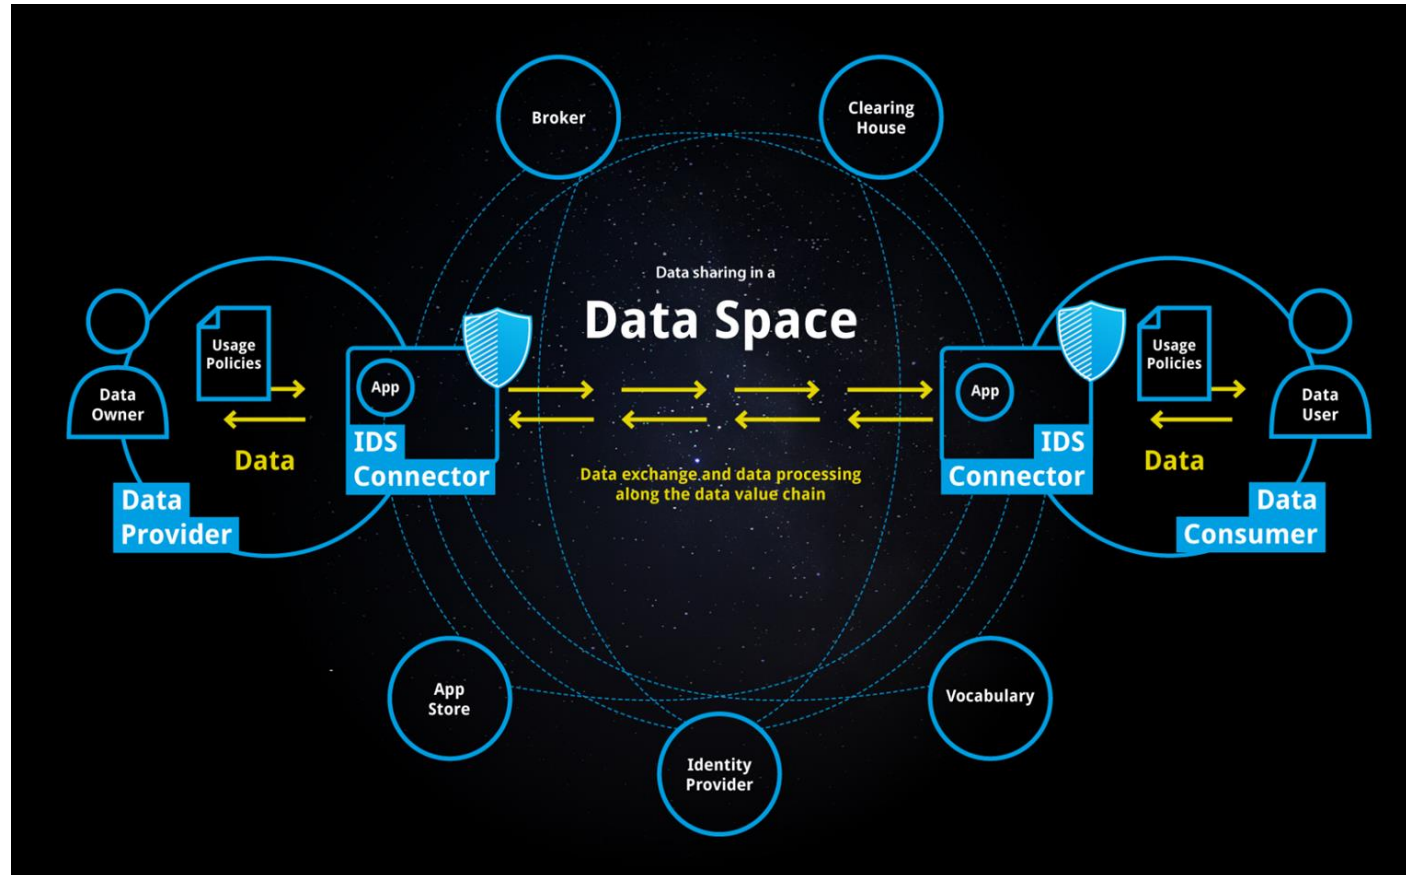 Broker
Clearing
House
Data sharing in a
Data Space
Usage
Policies
Data
Owner
App
IDS
Connector
Data
Data
Provider
Data exchange and data processing
along the data value chain
App
IDS
Connector
Usage
Policies
Data
User
Data
Data
Consumer
App
Store
Identity
Provider
Vocabulary